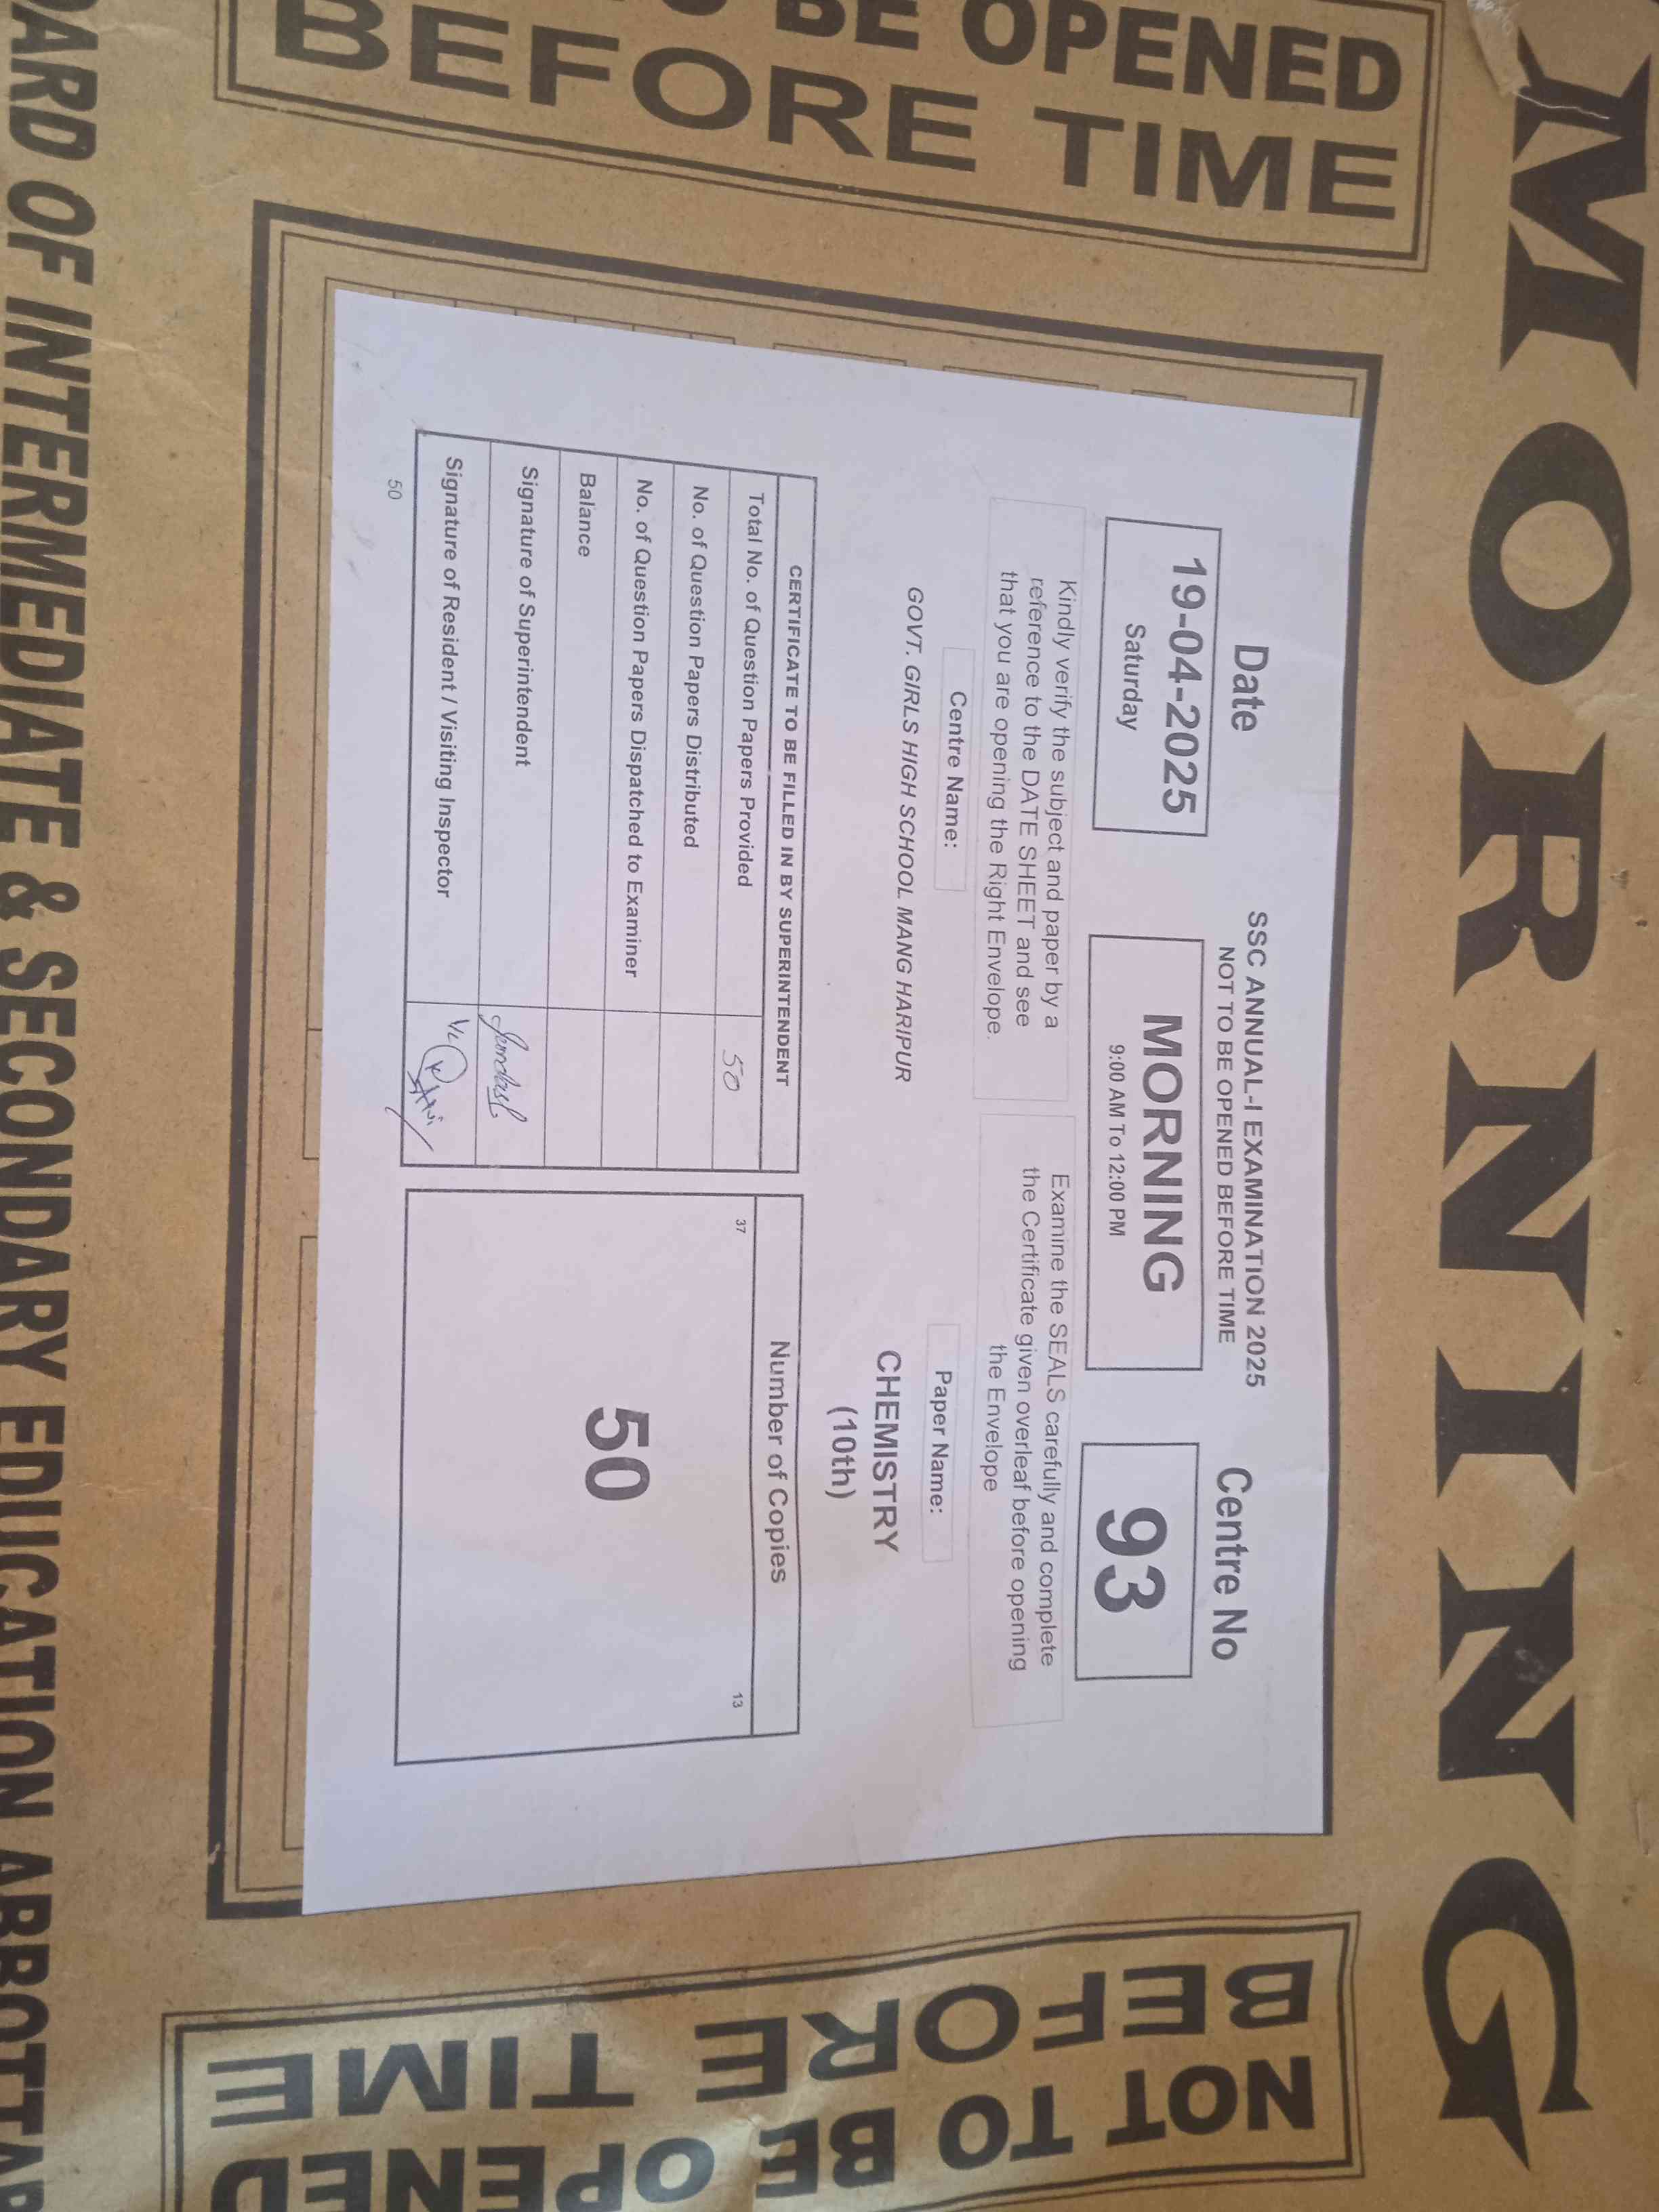 MORNING
BE OPENED
BEFORE TIME
SSC ANNUAL-I EXAMINATION 2025
NOT TO BE OPENED BEFORE TIME
Date
Centre No
19-04-2025
Saturday
MORNING
9:00 AM To 12:00 PM
93
Kindly verify the subject and paper by a
reference to the DATE SHEET and see
that you are opening the Right Envelope.
Examine the SEALS carefully and complete
the Certificate given overleaf before opening
the Envelope
Centre Name:
Paper Name:
GOVT. GIRLS HIGH SCHOOL MANG HARIPUR
CHEMISTRY
(10th)
CERTIFICATE TO BE FILLED IN BY SUPERINTENDENT
Total No. of Question Papers Provided 50
No. of Question Papers Distributed
No. of Question Papers Dispatched to Examiner
Balance
Signature of Superintendent
Signature of Resident / Visiting Inspector
50
Number of Copies
37 13
50
NOT TO BE OPENED
BEFORE TIME
OF INTERMEDIATE & SECONDARY EDUCATION